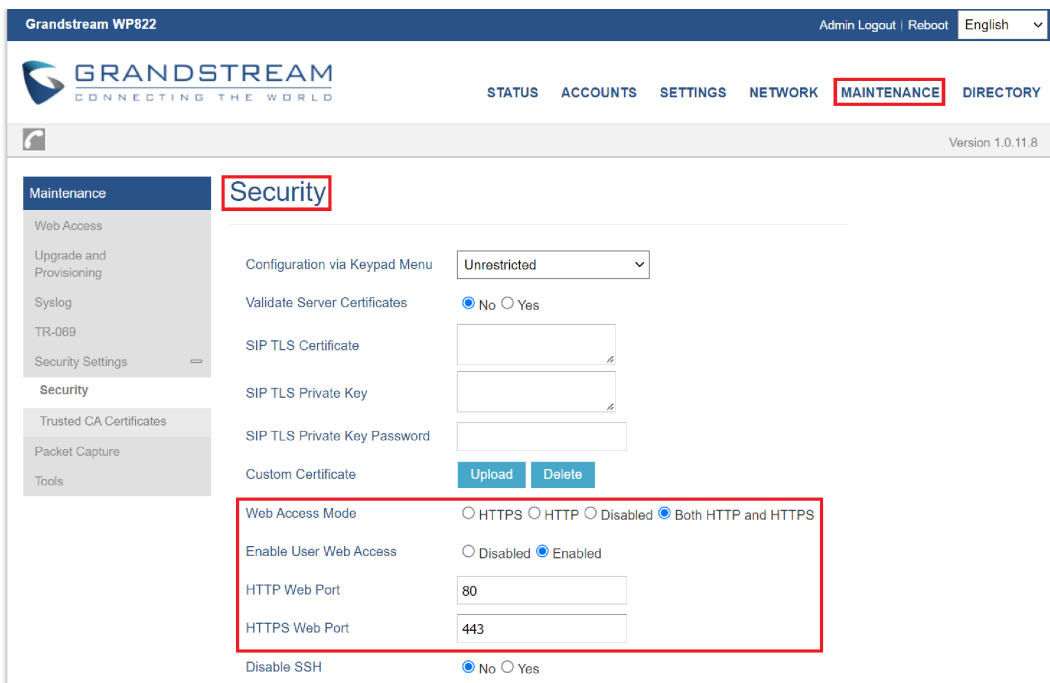 Grandstream WP822
Admin Logout | Reboot English
GRANDSTREAM
CONNECTING THE WORLD
STATUS ACCOUNTS SETTINGS NETWORK MAINTENANCE DIRECTORY
Version 1.0.11.8
Maintenance
Web Access
Upgrade and
Provisioning
Syslog
TR-069
Security Settings
Security
Trusted CA Certificates
Packet Capture
Tools
Security
Configuration via Keypad Menu Unrestricted
Validate Server Certificates No Yes
SIP TLS Certificate
SIP TLS Private Key
SIP TLS Private Key Password
Custom Certificate Upload Delete
Web Access Mode HTTPS HTTP Disabled Both HTTP and HTTPS
Enable User Web Access Disabled Enabled
HTTP Web Port 80
HTTPS Web Port 443
Disable SSH No Yes